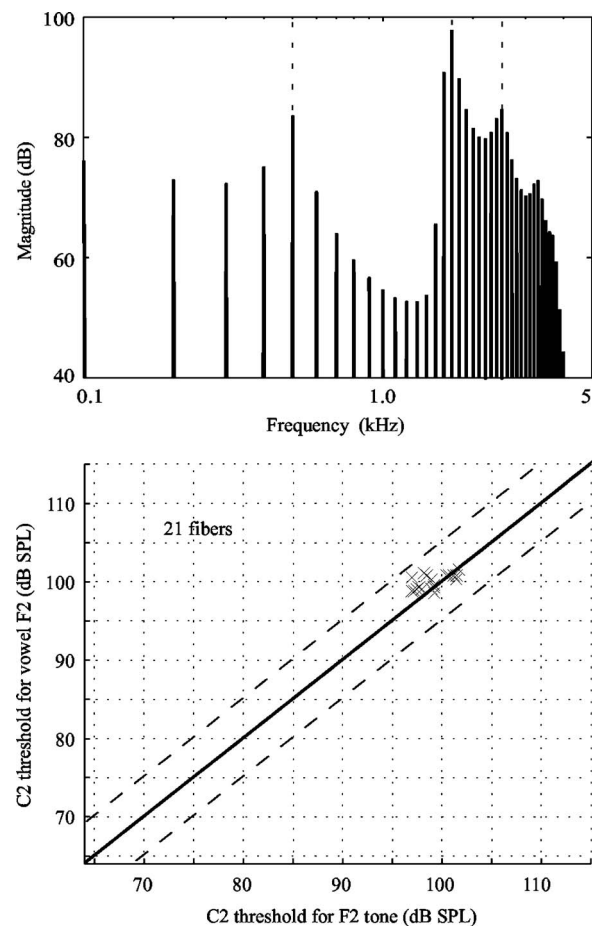 100
80
60
40
Magnitude (dB)
0.1 1.0 5
Frequency (kHz)
110
100
90
80
70
C2 threshold for vowel F2 (dB SPL)
21 fibers
70 80 90 100 110
C2 threshold for F2 tone (dB SPL)